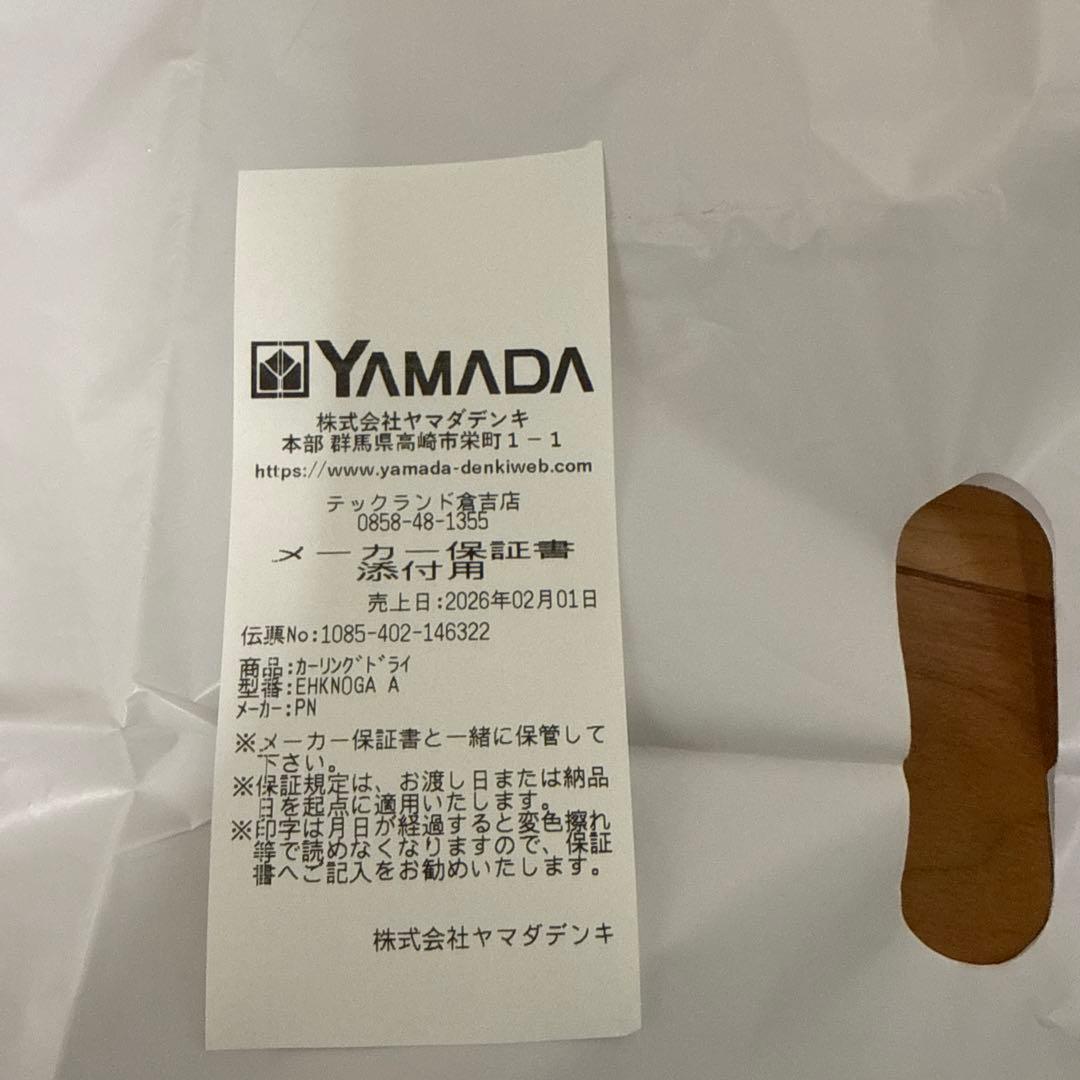 YAMADA
株式会社ヤマダデンキ
本部 群馬県高崎市栄町1-1
https://www.yamada-denkiweb.com
テックランド倉吉店
0858-48-1355
メーカー保証書
添付用
売上日:2026年02月01日
伝票No:1085-402-146322
商品:ｶｰﾘﾝｸﾞﾄﾞﾗｲ
型番:EHKN0GA A
ﾒｰｶｰ:PN
※メーカー保証書と一緒に保管して
下さい。
※保証規定は、お渡し日または納品
日を起点に適用いたします。
※印字は月日が経過すると変色擦れ
等で読めなくなりますので、保証
書へご記入をお勧めいたします。
株式会社ヤマダデンキ